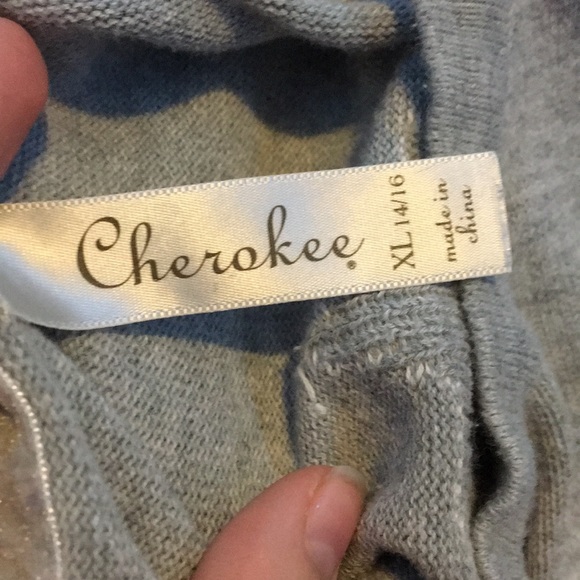 Cherokee®
XL 14/16
made in
china